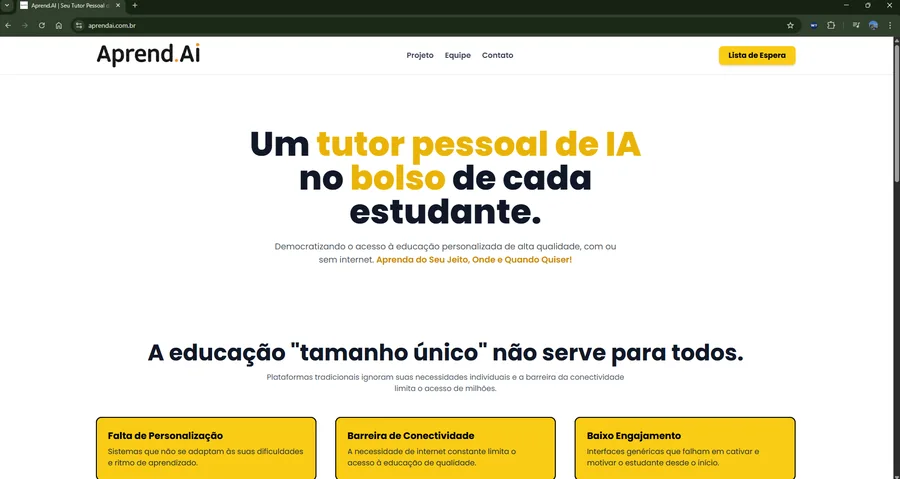 Aprend.AI | Seu Tutor Pessoal d
aprendai.com.br
Aprend.Ai
Projeto Equipe Contato
Lista de Espera
Um tutor pessoal de IA
no bolso de cada
estudante.
Democratizando o acesso à educação personalizada de alta qualidade, com ou
sem internet. Aprenda do Seu Jeito, Onde e Quando Quiser!
A educação "tamanho único" não serve para todos.
Plataformas tradicionais ignoram suas necessidades individuais e a barreira da conectividade
limita o acesso de milhões.
Falta de Personalização
Sistemas que não se adaptam às suas dificuldades
e ritmo de aprendizado.
Barreira de Conectividade
A necessidade de internet constante limita o
acesso à educação de qualidade.
Baixo Engajamento
Interfaces genéricas que falham em cativar e
motivar o estudante desde o início.